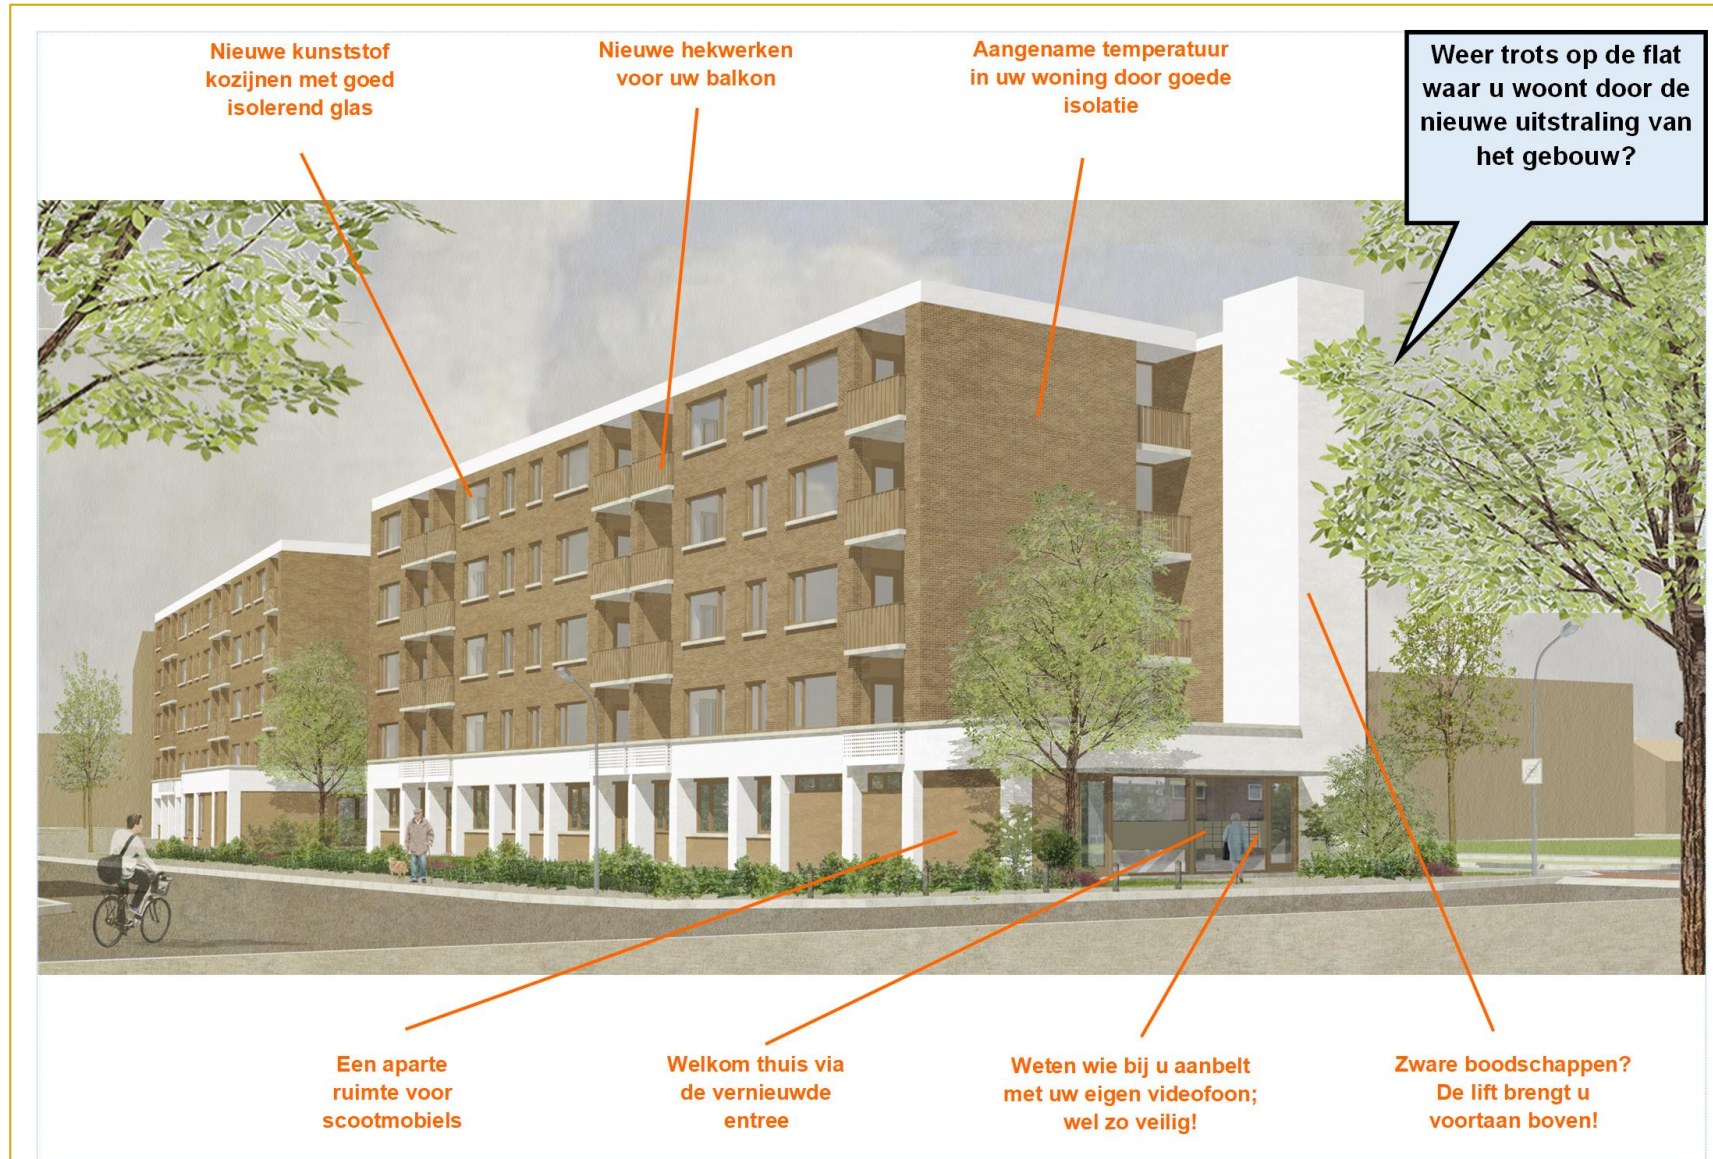 Nieuwe kunststof
kozijnen met goed
isolerend glas
Nieuwe hekwerken
voor uw balkon
Aangename temperatuur
in uw woning door goede
isolatie
Weer trots op de flat
waar u woont door de
nieuwe uitstraling van
het gebouw?
Een aparte
ruimte voor
scootmobiels
Welkom thuis via
de vernieuwde
entree
Weten wie bij u aanbelt
met uw eigen videofoon;
wel zo veilig!
Zware boodschappen?
De lift brengt u
voortaan boven!